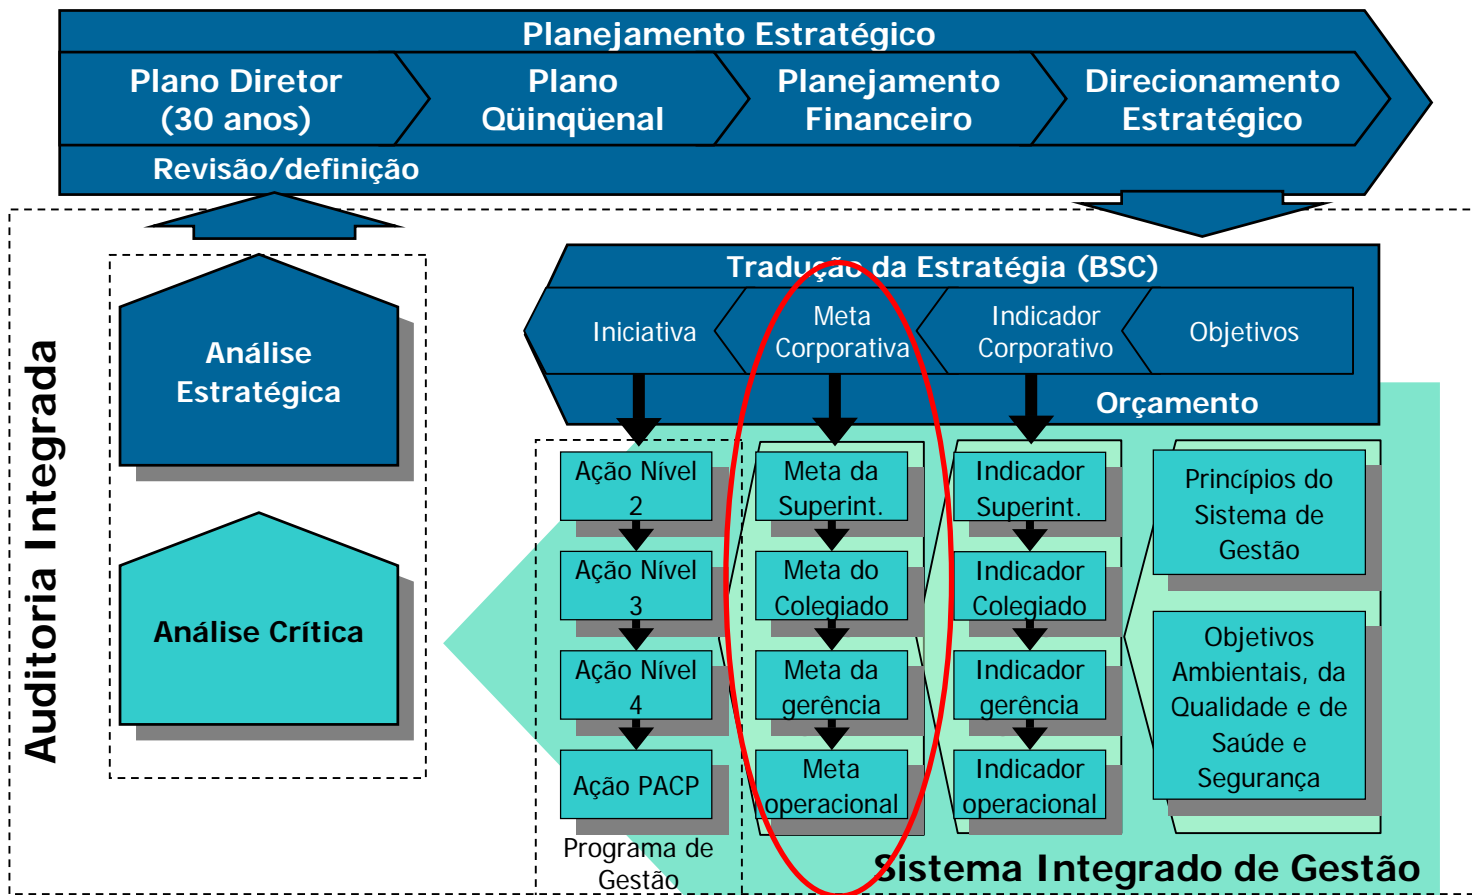 Planejamento Estratégico
Plano Diretor
(30 anos)
Plano
Qüinqüenal
Planejamento
Financeiro
Direcionamento
Estratégico
Revisão/definição
Auditoria Integrada
Análise
Estratégica
Análise Crítica
Tradução da Estratégia (BSC)
Iniciativa
Meta
Corporativa
Indicador
Corporativo
Objetivos
Orçamento
Ação Nível
2
Ação Nível
3
Ação Nível
4
Ação PACP
Programa de
Gestão
Meta da
Superint.
Meta do
Colegiado
Meta da
gerência
Meta
operacional
Indicador
Superint.
Indicador
Colegiado
Indicador
gerência
Indicador
operacional
Princípios do
Sistema de
Gestão
Objetivos
Ambientais, da
Qualidade e de
Saúde e
Segurança
Sistema Integrado de Gestão